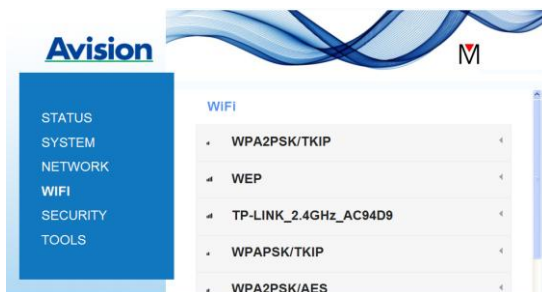 Avision
M
STATUS
SYSTEM
NETWORK
WIFI
SECURITY
TOOLS
WiFi
WPA2PSK/TKIP
WEP
TP-LINK_2.4GHz_AC94D9
WPAPSK/TKIP
WPA2PSK/AES